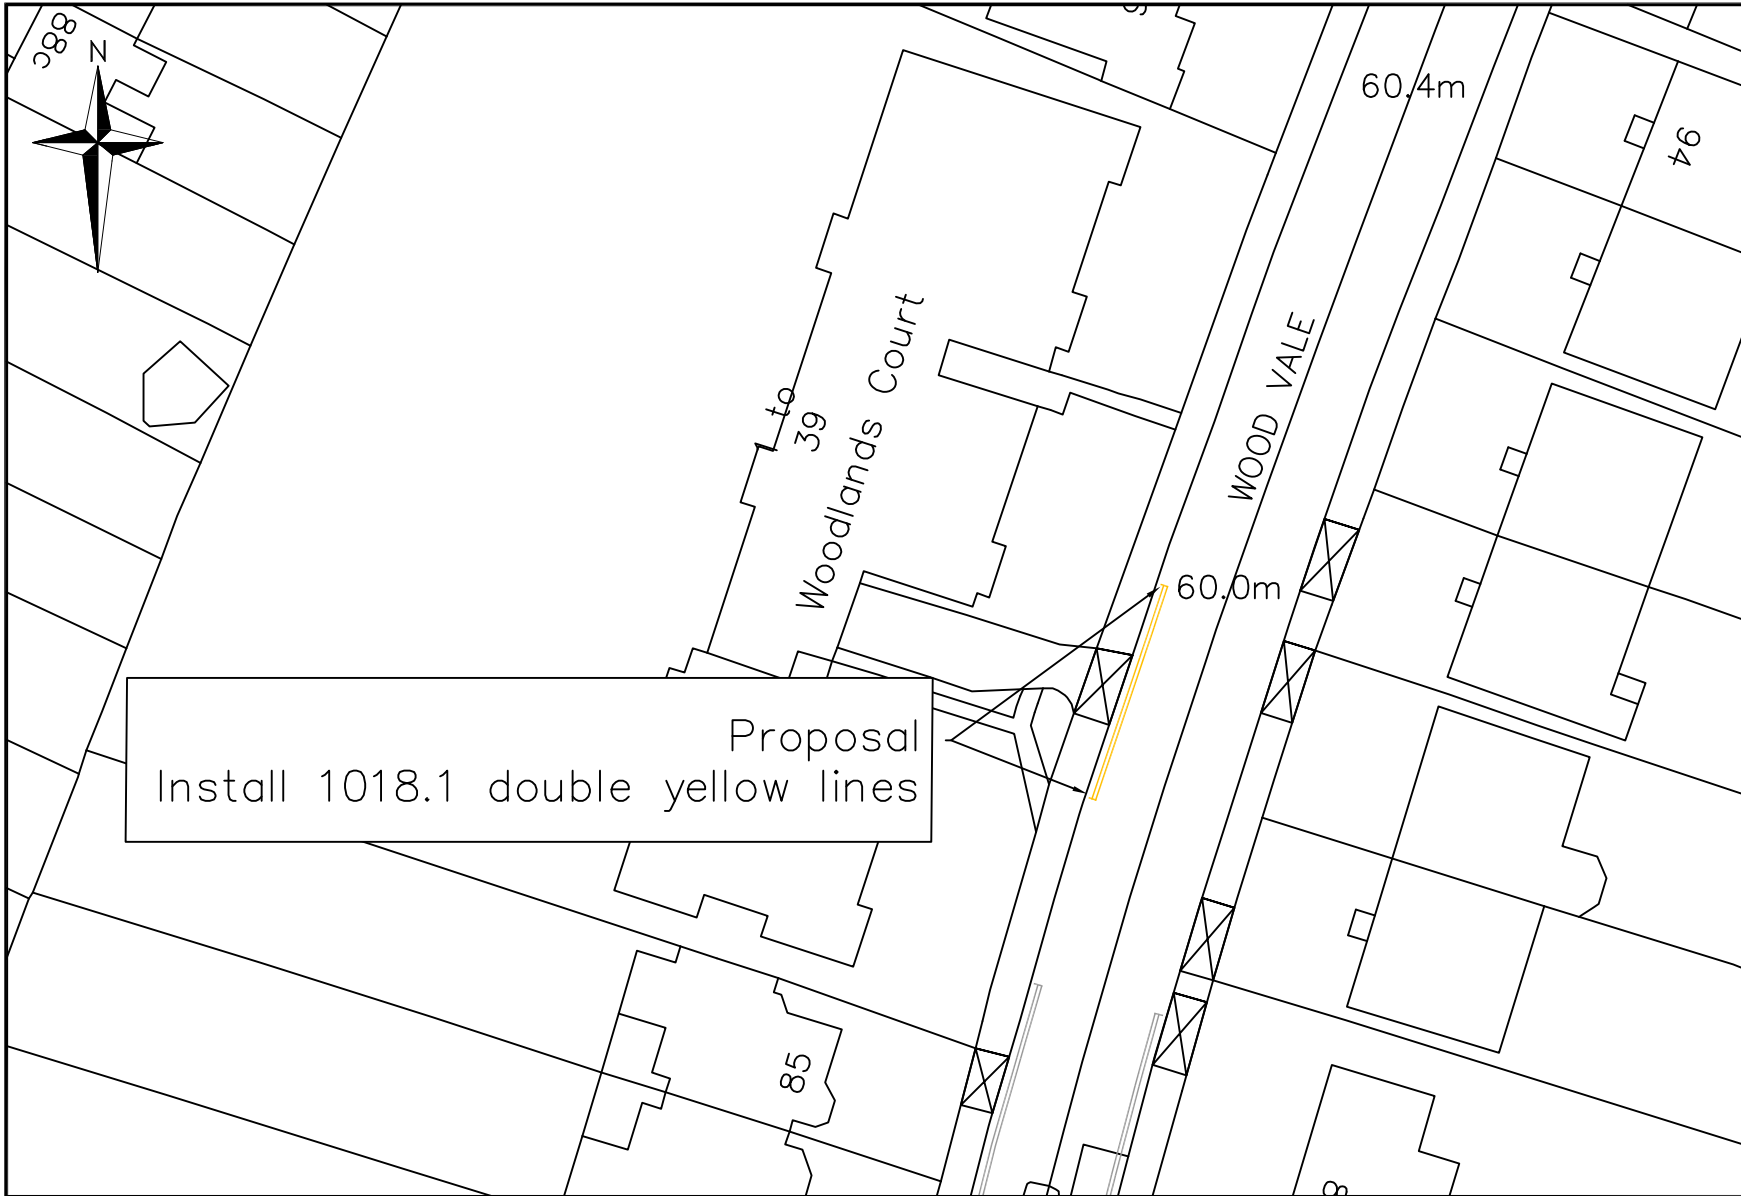 88c
N
60.4m
94
WOOD VALE
1 to
39
Woodlands Court
60.0m
Proposal
Install 1018.1 double yellow lines
85